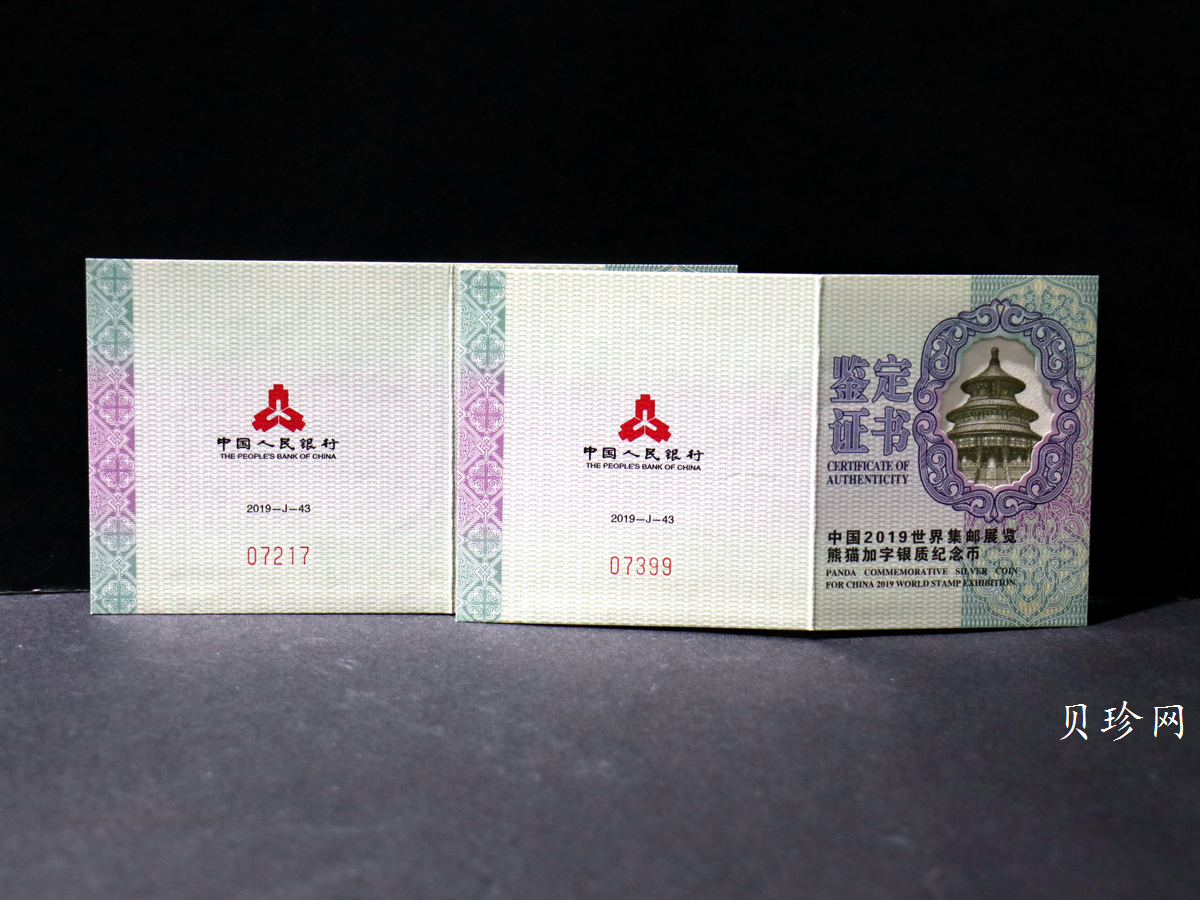 中国人民银行
THE PEOPLE'S BANK OF CHINA
2019-J-43
07217
中国人民银行
THE PEOPLE'S BANK OF CHINA
2019-J-43
07399
鉴定
证书
CERTIFICATE OF
AUTHENTICITY
中国2019世界集邮展览
熊猫加字银质纪念币
PANDA COMMEMORATIVE SILVER COIN
FOR CHINA 2019 WORLD STAMP EXHIBITION
贝珍网